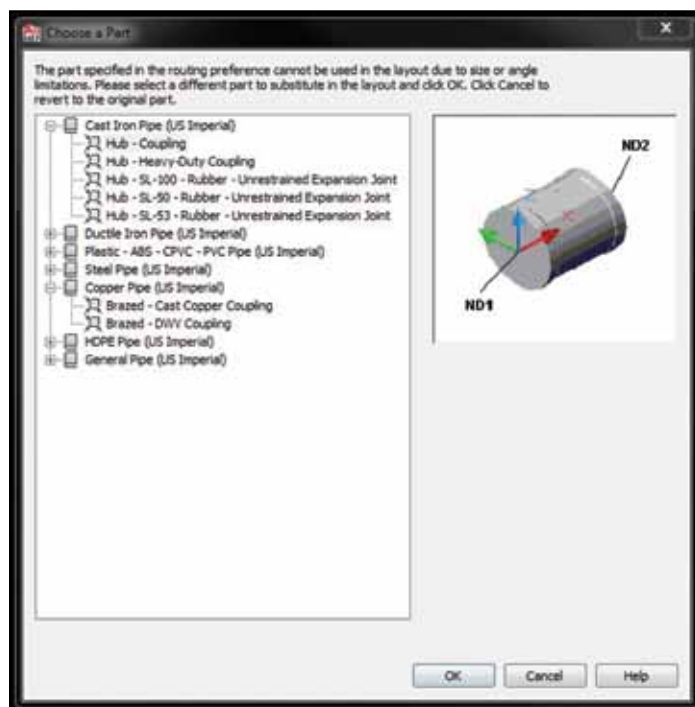 Choose a Part
The part specified in the routing preference cannot be used in the layout due to size or angle
limitations. Please select a different part to substitute in the layout and click OK. Click Cancel to
revert to the original part.
Cast Iron Pipe (US Imperial)
Hub - Coupling
Hub - Heavy-Duty Coupling
Hub - SL-100 - Rubber - Unrestrained Expansion Joint
Hub - SL-50 - Rubber - Unrestrained Expansion Joint
Hub - SL-53 - Rubber - Unrestrained Expansion Joint
Ductile Iron Pipe (US Imperial)
Plastic - ABS - CPVC - PVC Pipe (US Imperial)
Steel Pipe (US Imperial)
Copper Pipe (US Imperial)
Brazed - Cast Copper Coupling
Brazed - DWV Coupling
HDPE Pipe (US Imperial)
General Pipe (US Imperial)
ND2
Z
X
ND1
OK
Cancel
Help